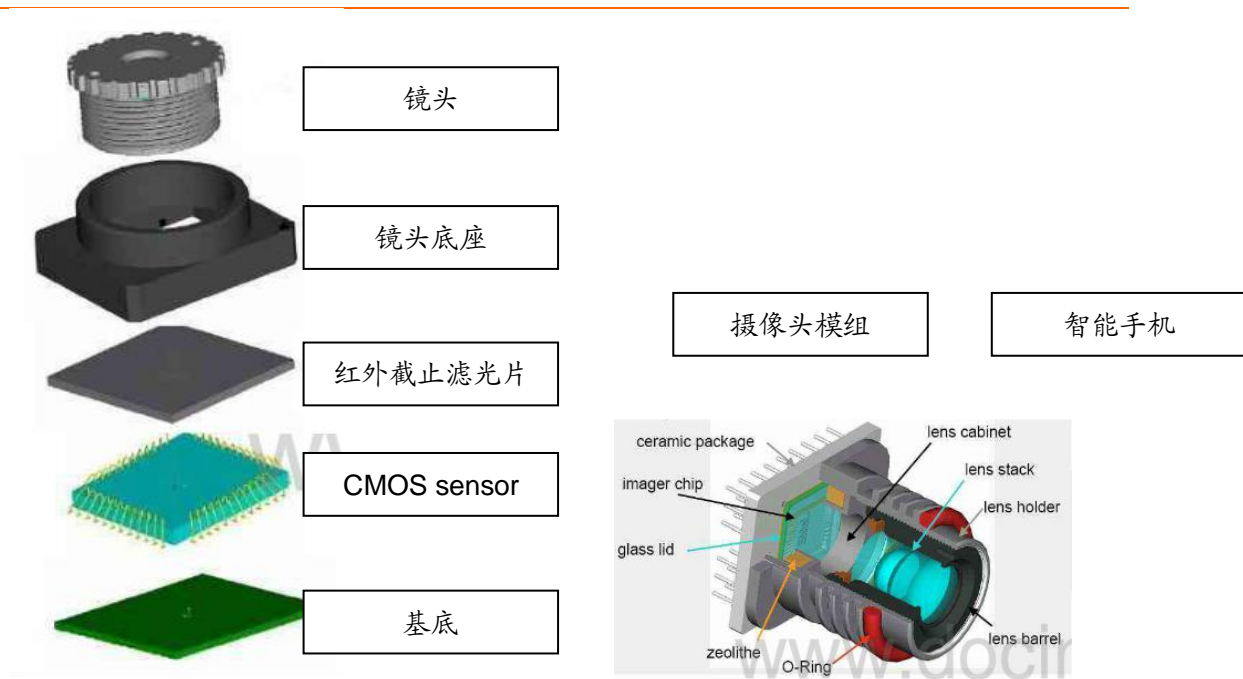 镜头
镜头底座
红外截止滤光片
CMOS sensor
基底
摄像头模组
智能手机
ceramic package
imager chip
glass lid
zeolithe
O-Ring
lens cabinet
lens stack
lens holder
lens barrel
www.docin